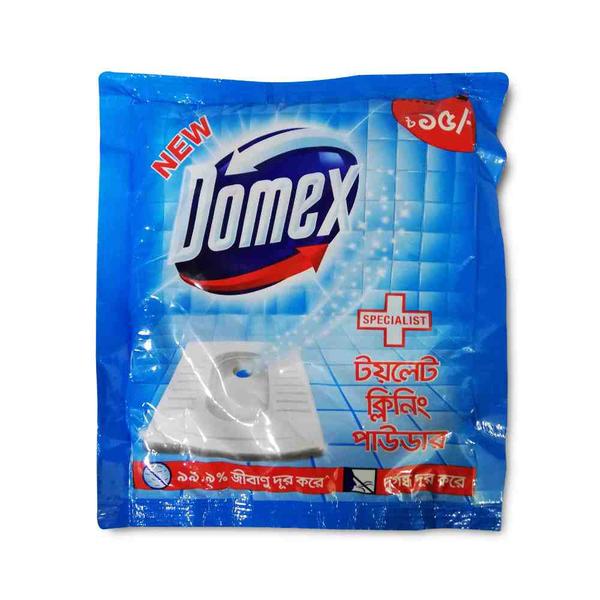 NEW
৳১৫/-
Domex
SPECIALIST
টয়লেট
ক্লিনিং
পাউডার
৯৯.৯% জীবাণু দূর করে
দুর্গন্ধ দূর করে